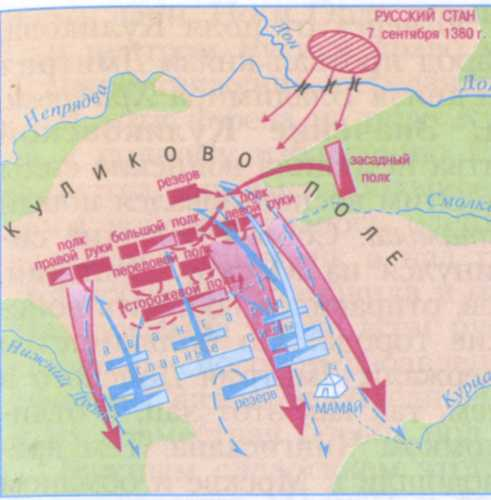 РУССКИЙ СТАН
7 сентября 1380 г.
Дон
Непрядва
КУЛИКОВО ПОЛЕ
засадный
полк
резерв
Смолка
полк
левой руки
полк
правой руки
большой полк
передовой полк
сторожевой полк
авангард
главные силы
Нижний
резерв
МАМАЙ
Курца